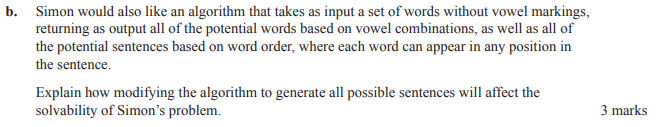 b. Simon would also like an algorithm that takes as input a set of words without vowel markings,
returning as output all of the potential words based on vowel combinations, as well as all of
the potential sentences based on word order, where each word can appear in any position in
the sentence.
Explain how modifying the algorithm to generate all possible sentences will affect the
solvability of Simon’s problem. 3 marks